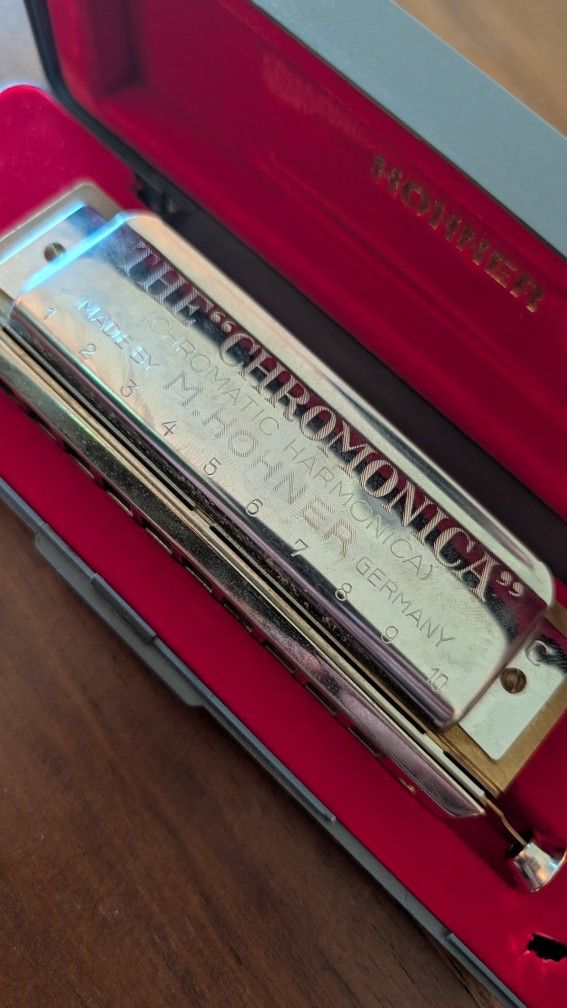 HOHNER
THE “CHROMONICA”
(CHROMATIC HARMONICA)
MADE BY M. HOHNER GERMANY
1 2 3 4 5 6 7 8 9 10
C